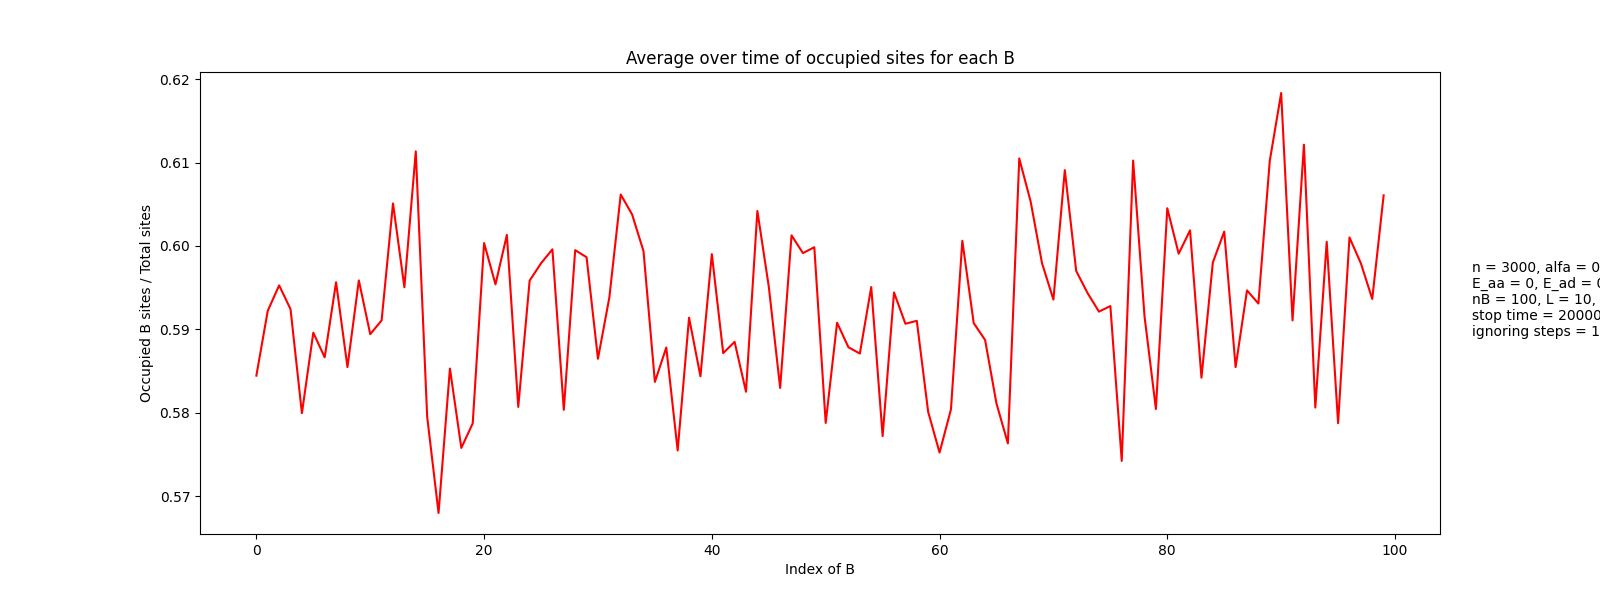 Average over time of occupied sites for each B
0.62
0.61
0.60
0.59
0.58
0.57
Occupied B sites / Total sites
0
20
40
60
80
100
Index of B
n = 3000, alfa = 0
E_aa = 0, E_ad = 0
nB = 100, L = 10,
stop time = 20000
ignoring steps = 1